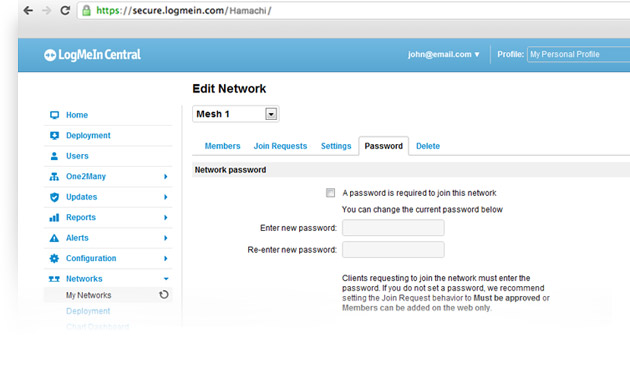 https://secure.logmein.com/Hamachi/
LogMeIn Central
john@email.com
Profile:
My Personal Profile
Edit Network
Mesh 1
Home
Deployment
Users
One2Many
Updates
Reports
Alerts
Configuration
Networks
My Networks
Deployment
Client Dashboard
Members
Join Requests
Settings
Password
Delete
Network password
A password is required to join this network
You can change the current password below
Enter new password:
Re-enter new password:
Clients requesting to join the network must enter the
password. If you do not set a password, we recommend
setting the Join Request behavior to Must be approved or
Members can be added on the web only.